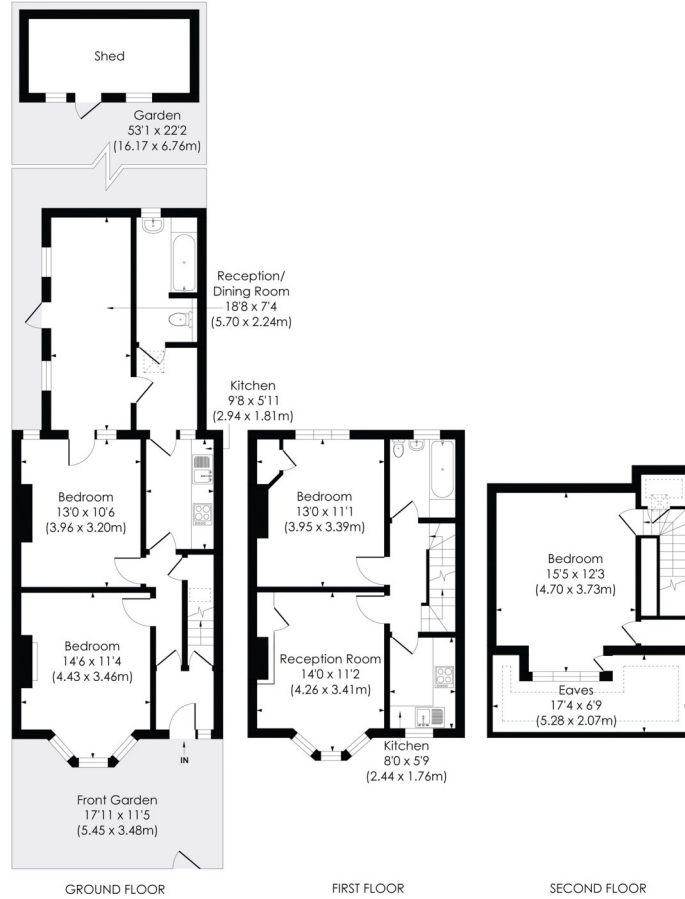 Shed
Garden
53'1 x 22'2
(16.17 x 6.76m)
Reception/
Dining Room
18'8 x 7'4
(5.70 x 2.24m)
Kitchen
9'8 x 5'11
(2.94 x 1.81m)
Bedroom
13'0 x 10'6
(3.96 x 3.20m)
Bedroom
14'6 x 11'4
(4.43 x 3.46m)
IN
Front Garden
17'11 x 11'5
(5.45 x 3.48m)
GROUND FLOOR
Bedroom
13'0 x 11'1
(3.95 x 3.39m)
Reception Room
14'0 x 11'2
(4.26 x 3.41m)
Kitchen
8'0 x 5'9
(2.44 x 1.76m)
FIRST FLOOR
Bedroom
15'5 x 12'3
(4.70 x 3.73m)
Eaves
17'4 x 6'9
(5.28 x 2.07m)
SECOND FLOOR